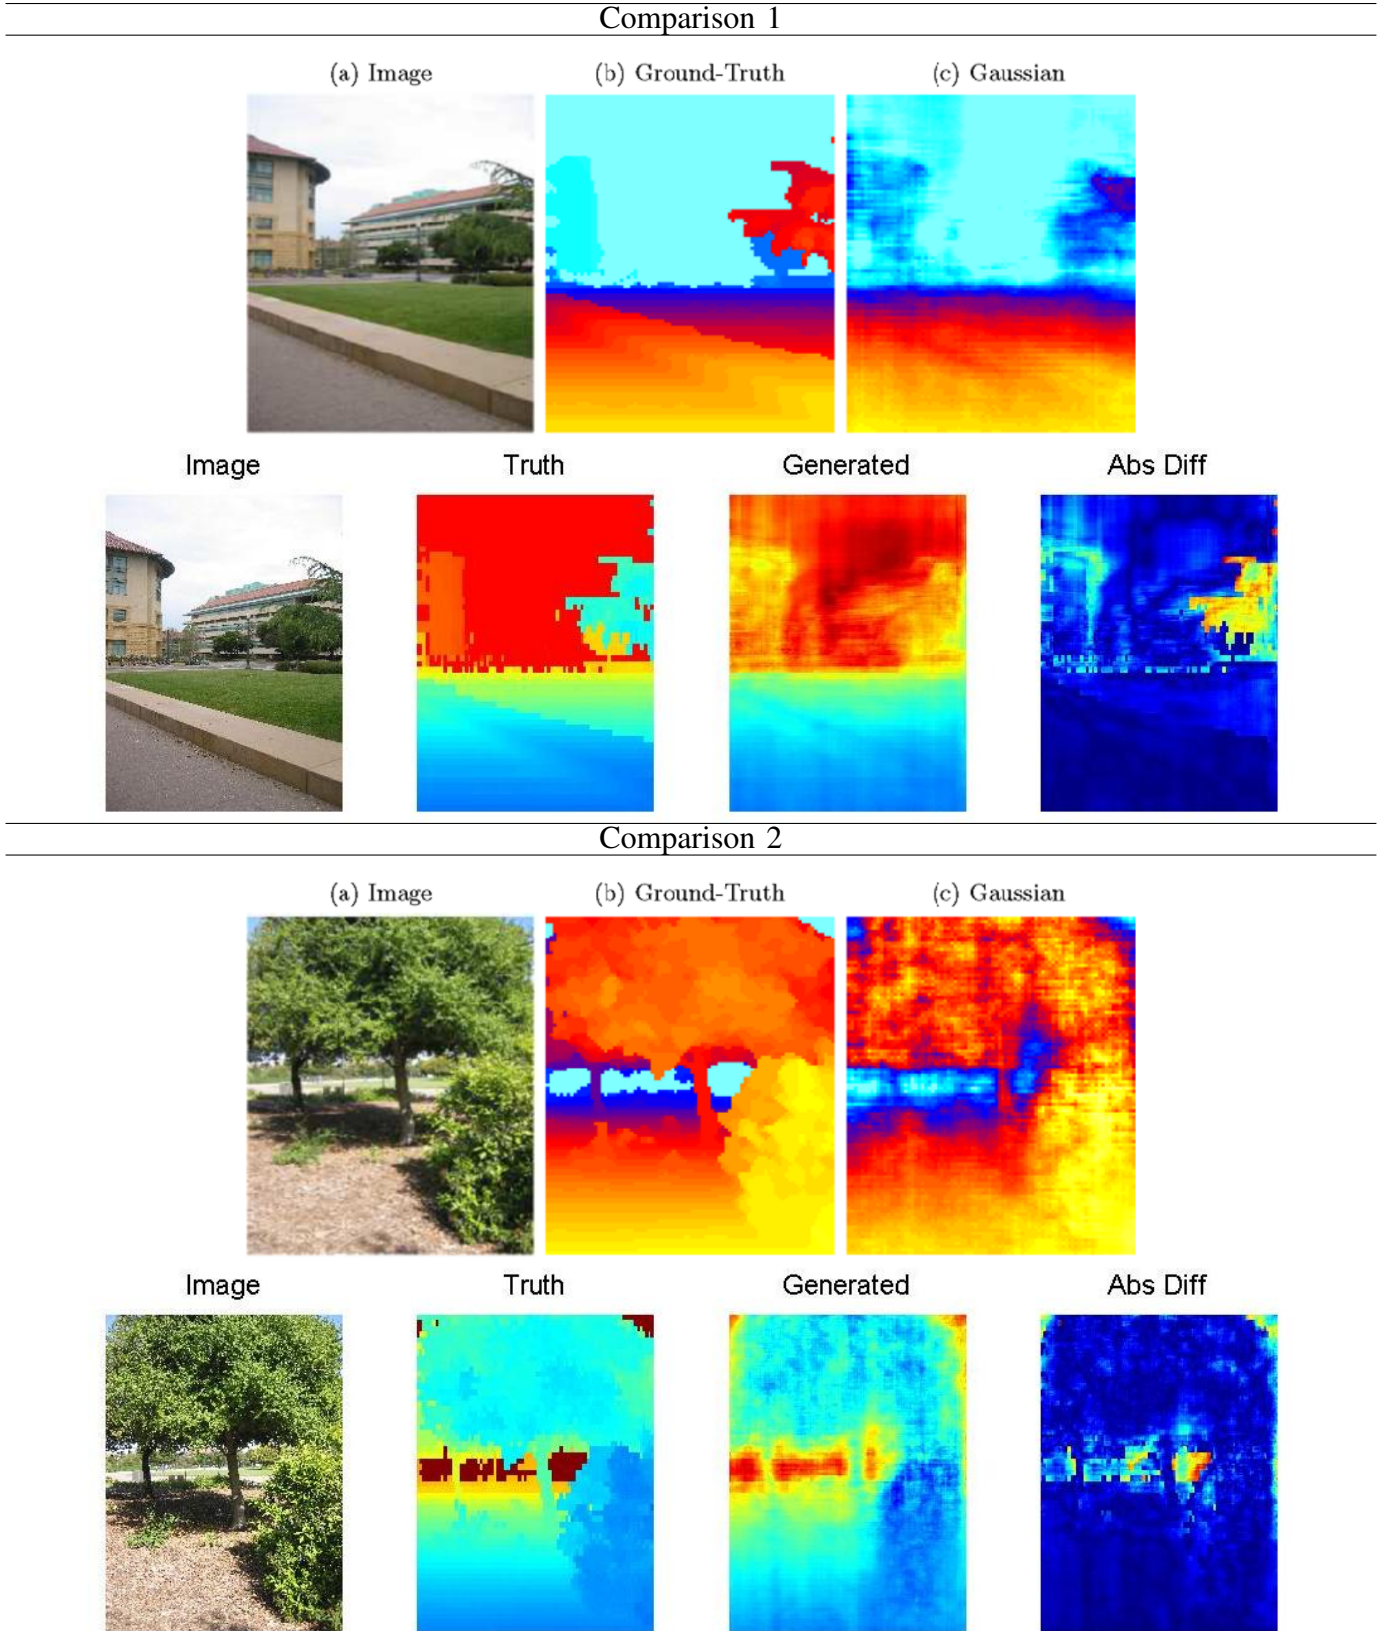 Comparison 1
(a) Image (b) Ground-Truth (c) Gaussian
Image Truth Generated Abs Diff
Comparison 2
(a) Image (b) Ground-Truth (c) Gaussian
Image Truth Generated Abs Diff